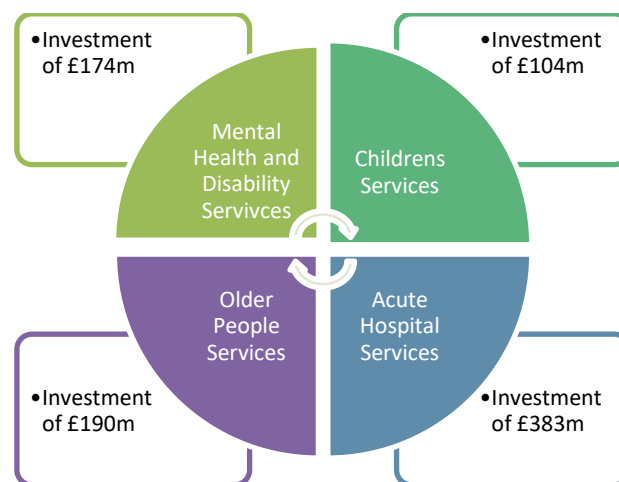 •Investment
of £174m
Mental
Health and
Disability
Servivces
Childrens
Services
•Investment
of £104m
•Investment
of £190m
Older
People
Services
Acute
Hospital
Services
•Investment
of £383m